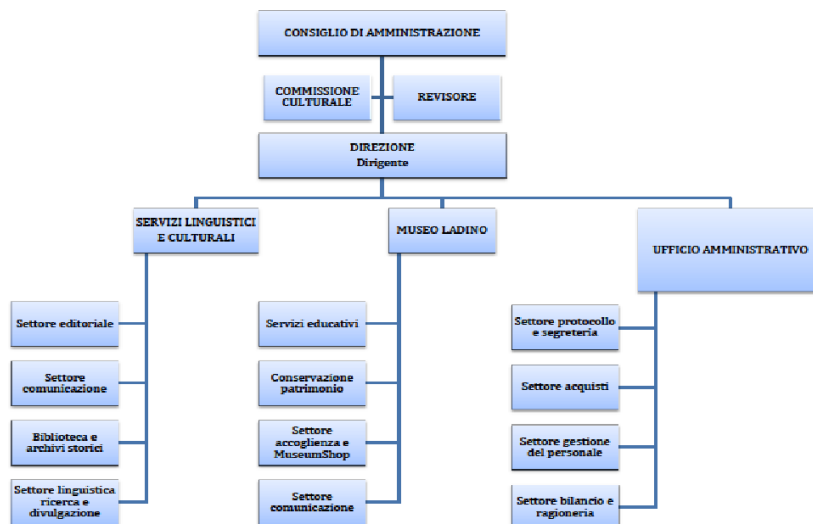 CONSIGLIO DI AMMINISTRAZIONE
COMMISSIONE
CULTURALE
REVISORE
DIREZIONE
Dirigente
SERVIZI LINGUISTICI
E CULTURALI
MUSEO LADINO
UFFICIO AMMINISTRATIVO
Settore editoriale
Settore
comunicazione
Biblioteca e
archivi storici
Settore linguistica
ricerca e
divulgazione
Servizi educativi
Conservazione
patrimonio
Settore
accoglienza e
MuseumShop
Settore
comunicazione
Settore protocollo
e segreteria
Settore acquisti
Settore gestione
del personale
Settore bilancio e
ragioneria